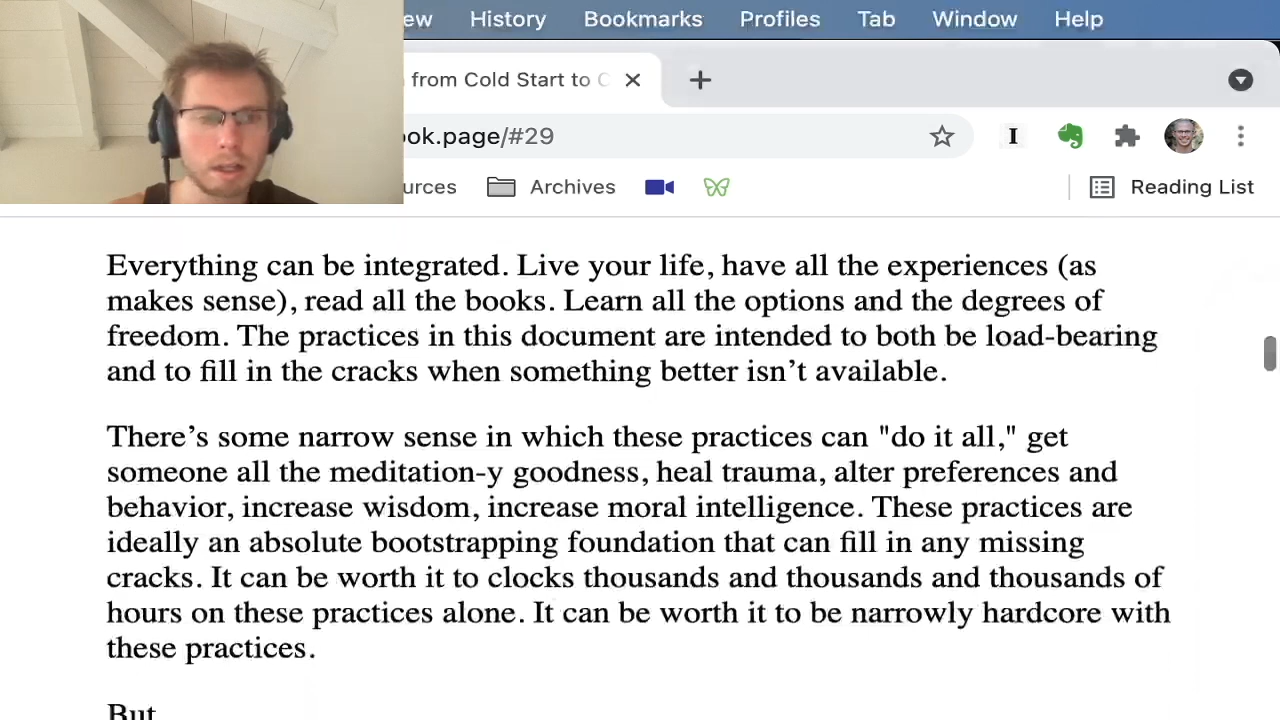 ew History Bookmarks Profiles Tab Window Help
from Cold Start to C
ook.page/#29
urces Archives Reading List
Everything can be integrated. Live your life, have all the experiences (as
makes sense), read all the books. Learn all the options and the degrees of
freedom. The practices in this document are intended to both be load-bearing
and to fill in the cracks when something better isn’t available.
There’s some narrow sense in which these practices can "do it all," get
someone all the meditation-y goodness, heal trauma, alter preferences and
behavior, increase wisdom, increase moral intelligence. These practices are
ideally an absolute bootstrapping foundation that can fill in any missing
cracks. It can be worth it to clocks thousands and thousands and thousands of
hours on these practices alone. It can be worth it to be narrowly hardcore with
these practices.
But